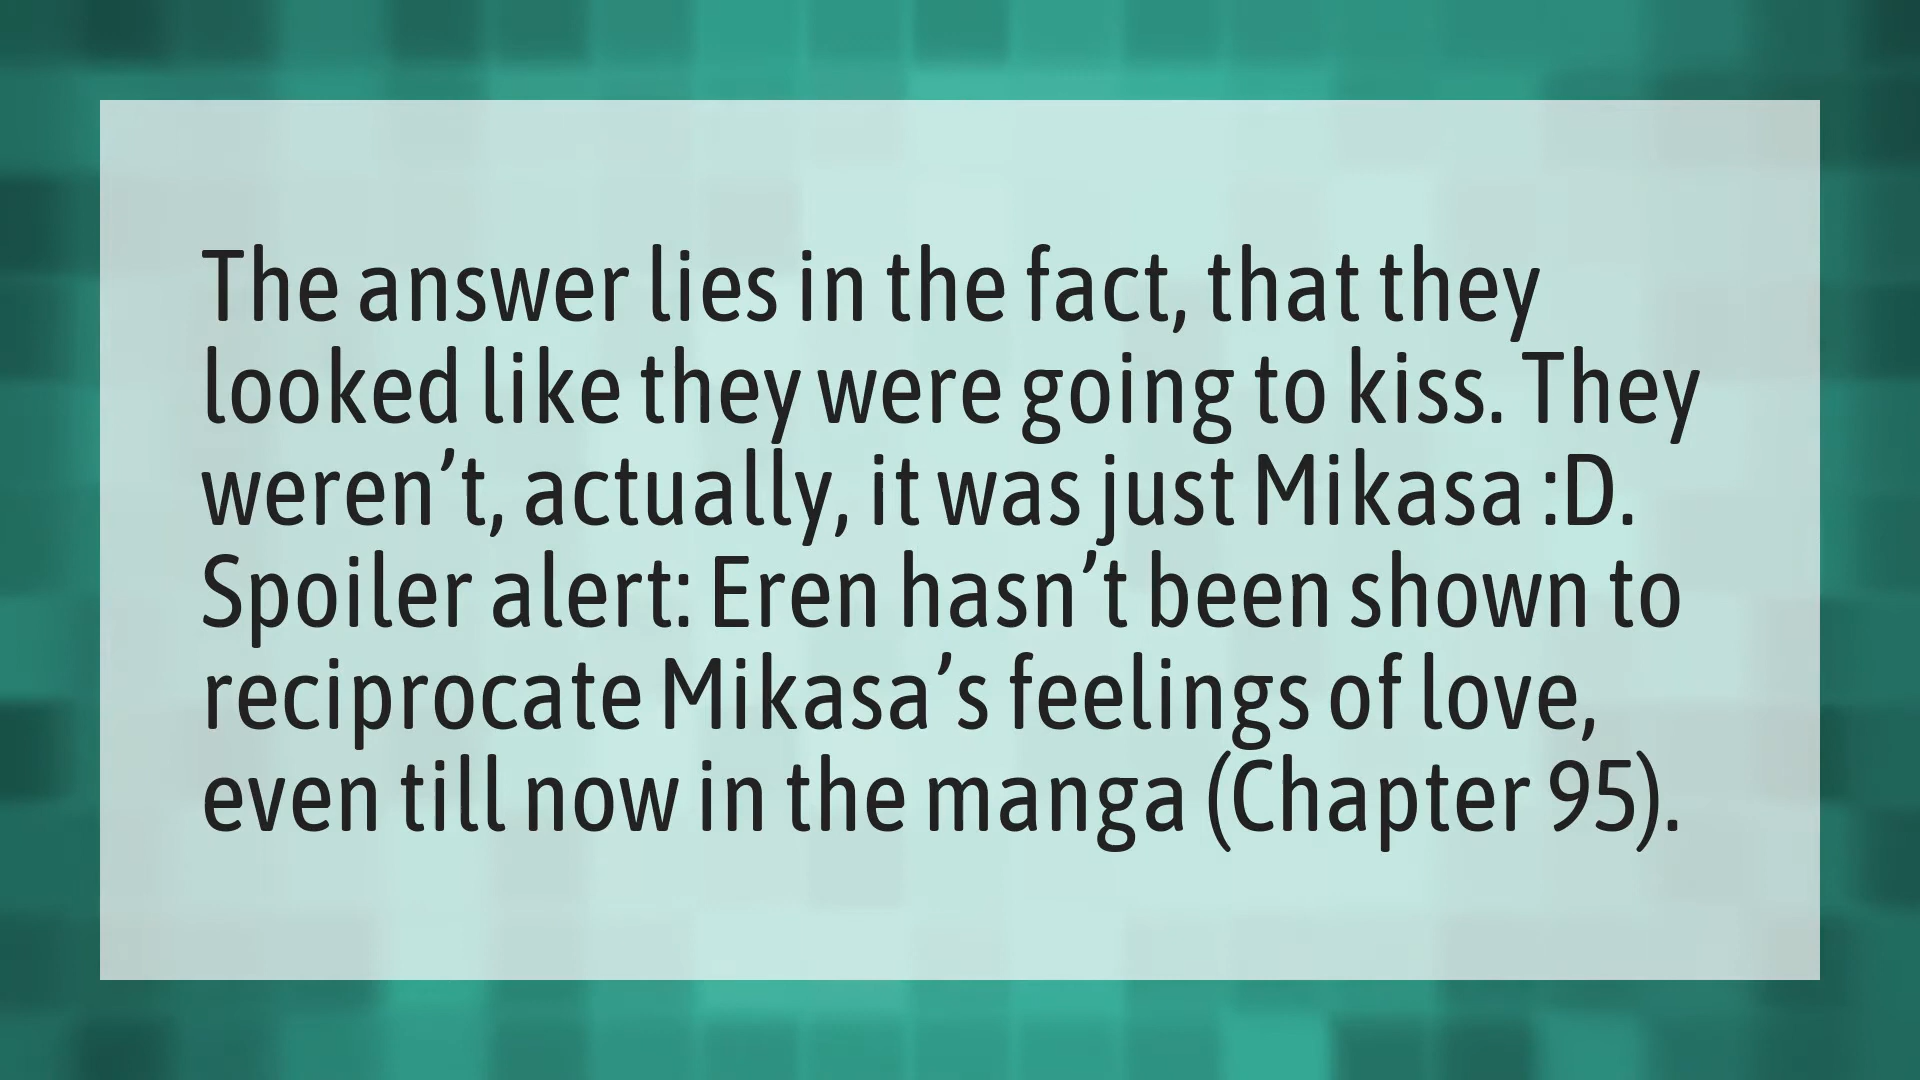 The answer lies in the fact, that they
looked like they were going to kiss. They
weren’t, actually, it was just Mikasa :D.
Spoiler alert: Eren hasn’t been shown to
reciprocate Mikasa’s feelings of love,
even till now in the manga (Chapter 95).